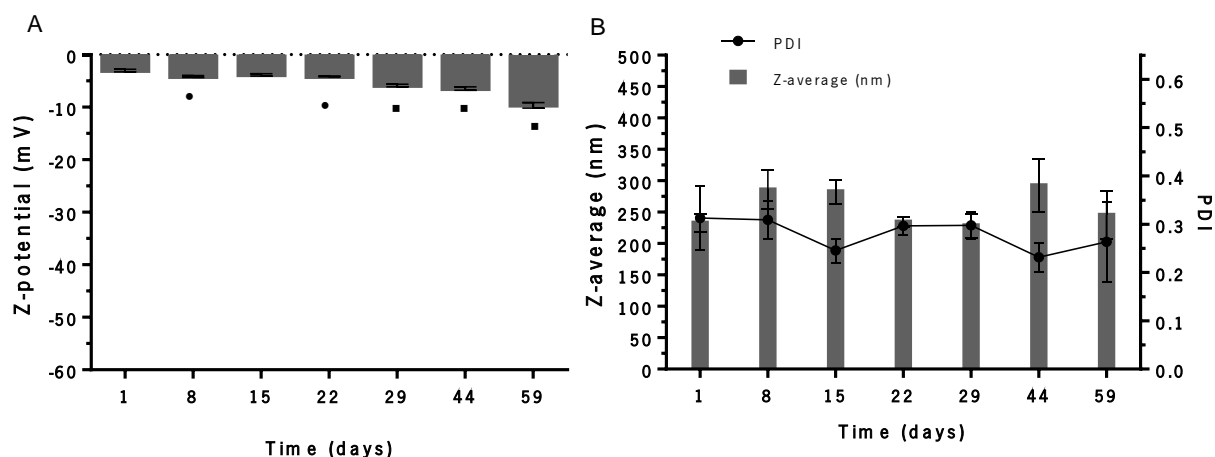 A
0
-10
-20
-30
-40
-50
-60
Z-potential (mV)
1 8 15 22 29 44 59
Time (days)
B
PDI
Z-average (nm)
500
450
400
350
300
250
200
150
100
50
0
Z-average (nm)
0.6
0.5
0.4
0.3
0.2
0.1
0.0
PDI
1 8 15 22 29 44 59
Time (days)